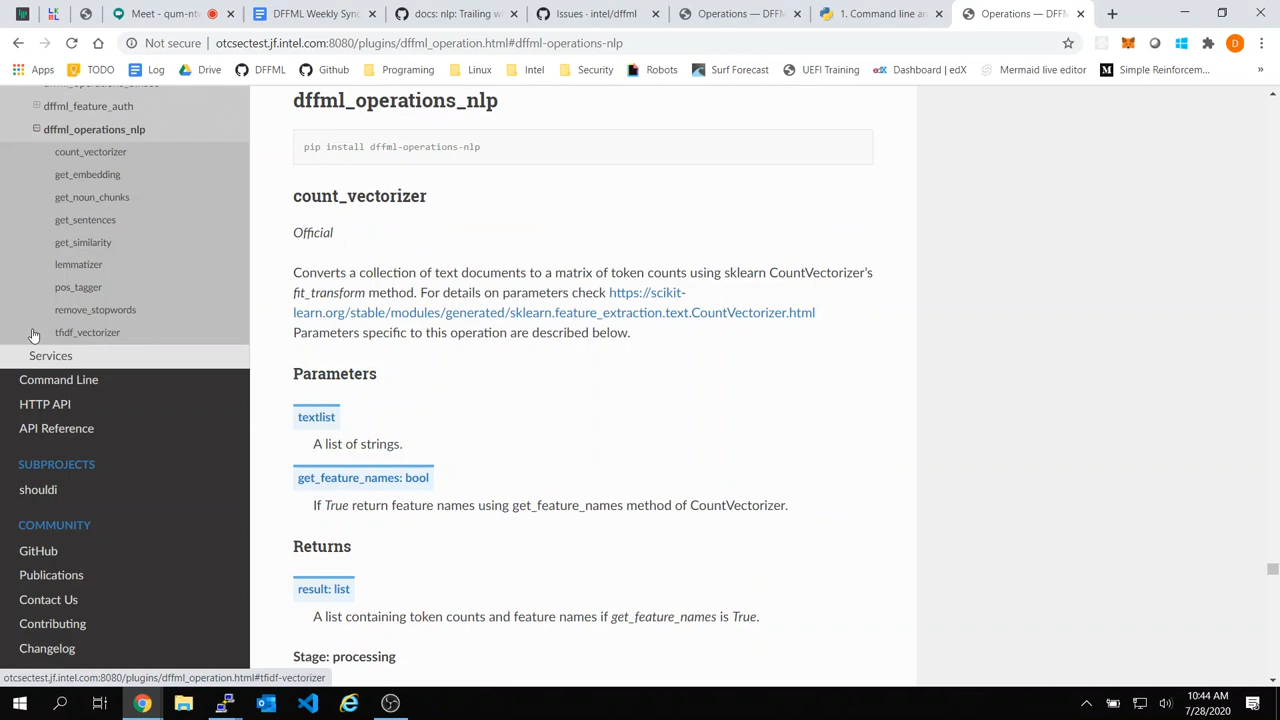 Meet - qum-ntv
DFFML Weekly Sync
docs: nlp: Trailing w
Issues · intel/dffml
Operations — DFFM
1. Command line an
Operations — DFFM
Not secure
otcsectest.jf.intel.com:8080/plugins/dffml_operation.html#dffml-operations-nlp
D
Apps
TODO
Log
Drive
DFFML
Github
Programing
Linux
Intel
Security
Robots
Surf Forecast
UEFI Training
edX
Dashboard | edX
Mermaid live editor
M
Simple Reinforcem...
»
dffml_feature_auth
dffml_operations_nlp
count_vectorizer
get_embedding
get_noun_chunks
get_sentences
get_similarity
lemmatizer
pos_tagger
remove_stopwords
tfidf_vectorizer
Services
Command Line
HTTP API
API Reference
SUBPROJECTS
shouldi
COMMUNITY
GitHub
Publications
Contact Us
Contributing
Changelog
dffml_operations_nlp
pip install dffml-operations-nlp
count_vectorizer
Official
Converts a collection of text documents to a matrix of token counts using sklearn CountVectorizer's
fit_transform method. For details on parameters check https://scikit-
learn.org/stable/modules/generated/sklearn.feature_extraction.text.CountVectorizer.html
Parameters specific to this operation are described below.
Parameters
textlist
A list of strings.
get_feature_names: bool
If True return feature names using get_feature_names method of CountVectorizer.
Returns
result: list
A list containing token counts and feature names if get_feature_names is True.
Stage: processing
otcsectest.jf.intel.com:8080/plugins/dffml_operation.html#tfidf-vectorizer
10:44 AM
7/28/2020